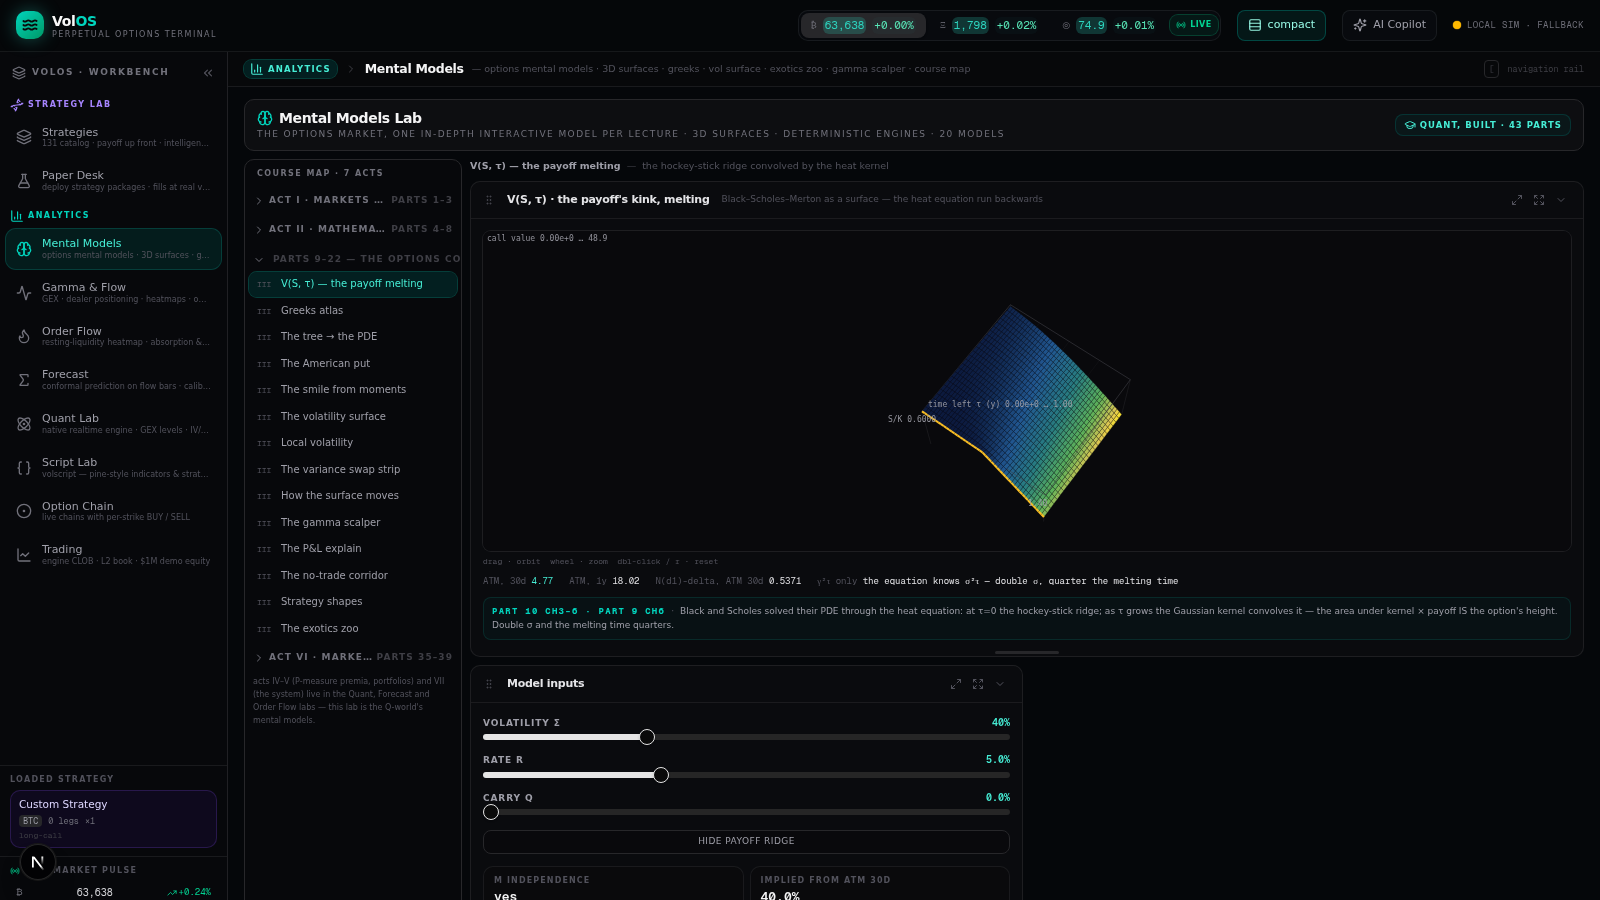 VolOS
PERPETUAL OPTIONS TERMINAL
₿ 63,638 +0.00%
Ξ 1,798 +0.02%
◎ 74.9 +0.01%
LIVE
compact
AI Copilot
LOCAL SIM · FALLBACK
VOLOS · WORKBENCH
STRATEGY LAB
Strategies
131 catalog · payoff up front · intelligen...
Paper Desk
deploy strategy packages · fills at real v...
ANALYTICS
Mental Models
options mental models · 3D surfaces · g...
Gamma & Flow
GEX · dealer positioning · heatmaps · o...
Order Flow
resting-liquidity heatmap · absorption &...
Forecast
conformal prediction on flow bars · calib...
Quant Lab
native realtime engine · GEX levels · IV/...
Script Lab
volscript — pine-style indicators & strat...
Option Chain
live chains with per-strike BUY / SELL
Trading
engine CLOB · L2 book · $1M demo equity
LOADED STRATEGY
Custom Strategy
BTC 0 legs ×1
long-call
MARKET PULSE
₿ 63,638 +0.24%
ANALYTICS › Mental Models — options mental models · 3D surfaces · greeks · vol surface · exotics zoo · gamma scalper · course map
[ navigation rail
Mental Models Lab
THE OPTIONS MARKET, ONE IN-DEPTH INTERACTIVE MODEL PER LECTURE · 3D SURFACES · DETERMINISTIC ENGINES · 20 MODELS
QUANT, BUILT · 43 PARTS
COURSE MAP · 7 ACTS
ACT I · MARKETS ... PARTS 1–3
ACT II · MATHEMA... PARTS 4–8
PARTS 9–22 — THE OPTIONS CO
III V(S, τ) — the payoff melting
III Greeks atlas
III The tree → the PDE
III The American put
III The smile from moments
III The volatility surface
III Local volatility
III The variance swap strip
III How the surface moves
III The gamma scalper
III The P&L explain
III The no-trade corridor
III Strategy shapes
III The exotics zoo
ACT VI · MARKE... PARTS 35–39
acts IV–V (P-measure premia, portfolios) and VII
(the system) live in the Quant, Forecast and
Order Flow labs — this lab is the Q-world's
mental models.
V(S, τ) — the payoff melting — the hockey-stick ridge convolved by the heat kernel
V(S, τ) · the payoff's kink, melting Black–Scholes–Merton as a surface — the heat equation run backwards
call value 0.00e+0 … 48.9
time left τ (y) 0.00e+0 … 1.00
S/K 0.6000
drag · orbit wheel · zoom dbl-click / r · reset
ATM, 30d 4.77 ATM, 1y 18.02 N(d1)-delta, ATM 30d 0.5371 only the equation knows σ²τ — double σ, quarter the melting time
PART 10 CH3–6 · PART 9 CH6 · Black and Scholes solved their PDE through the heat equation: at τ=0 the hockey-stick ridge; as τ grows the Gaussian kernel convolves it — the area under kernel × payoff IS the option's height.
Double σ and the melting time quarters.
Model inputs
VOLATILITY Σ 40%
RATE R 5.0%
CARRY Q 0.0%
HIDE PAYOFF RIDGE
M INDEPENDENCE
yes
IMPLIED FROM ATM 30D
40.0%